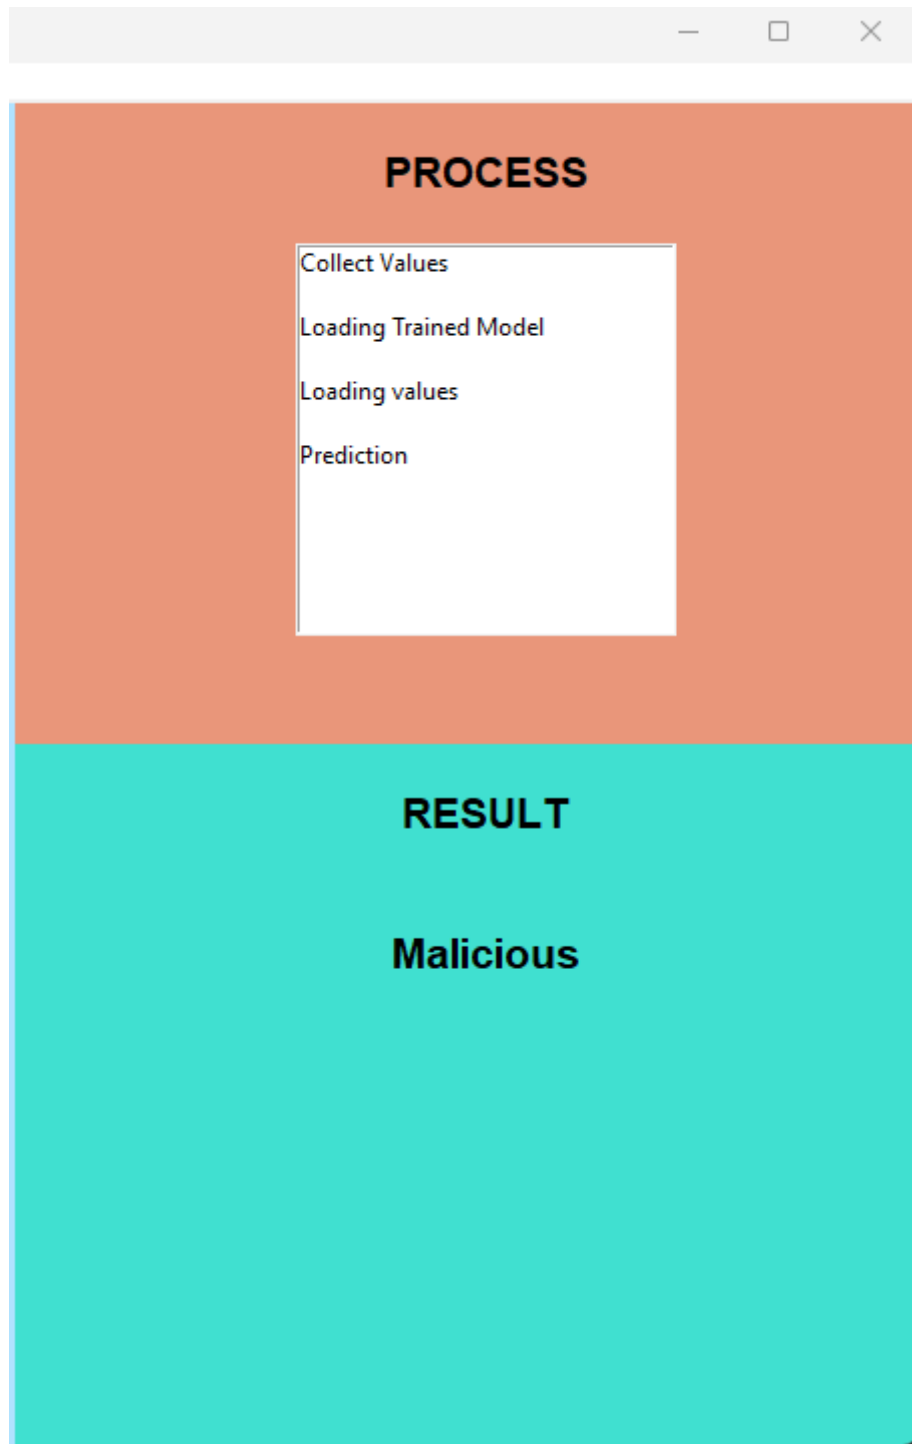 PROCESS
Collect Values
Loading Trained Model
Loading values
Prediction
RESULT
Malicious